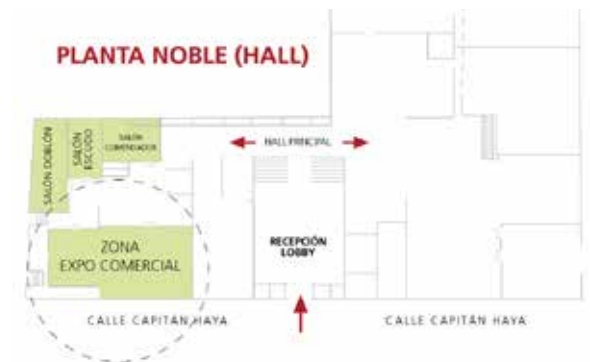 PLANTA NOBLE (HALL)
SALÓN DOBLÓN
SALÓN
ESCUDO
SALÓN
COMENDADOR
HALL PRINCIPAL
ZONA
EXPO COMERCIAL
RECEPCIÓN
LOBBY
CALLE CAPITÁN HAYA
CALLE CAPITÁN HAYA